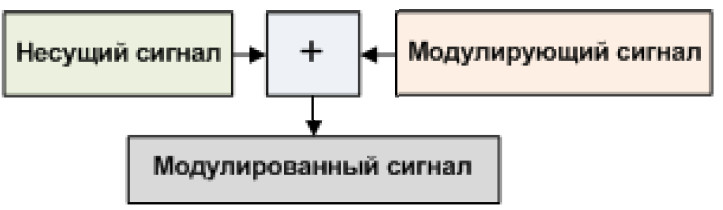 Несущий сигнал
+
Модулирующий сигнал
Модулированный сигнал